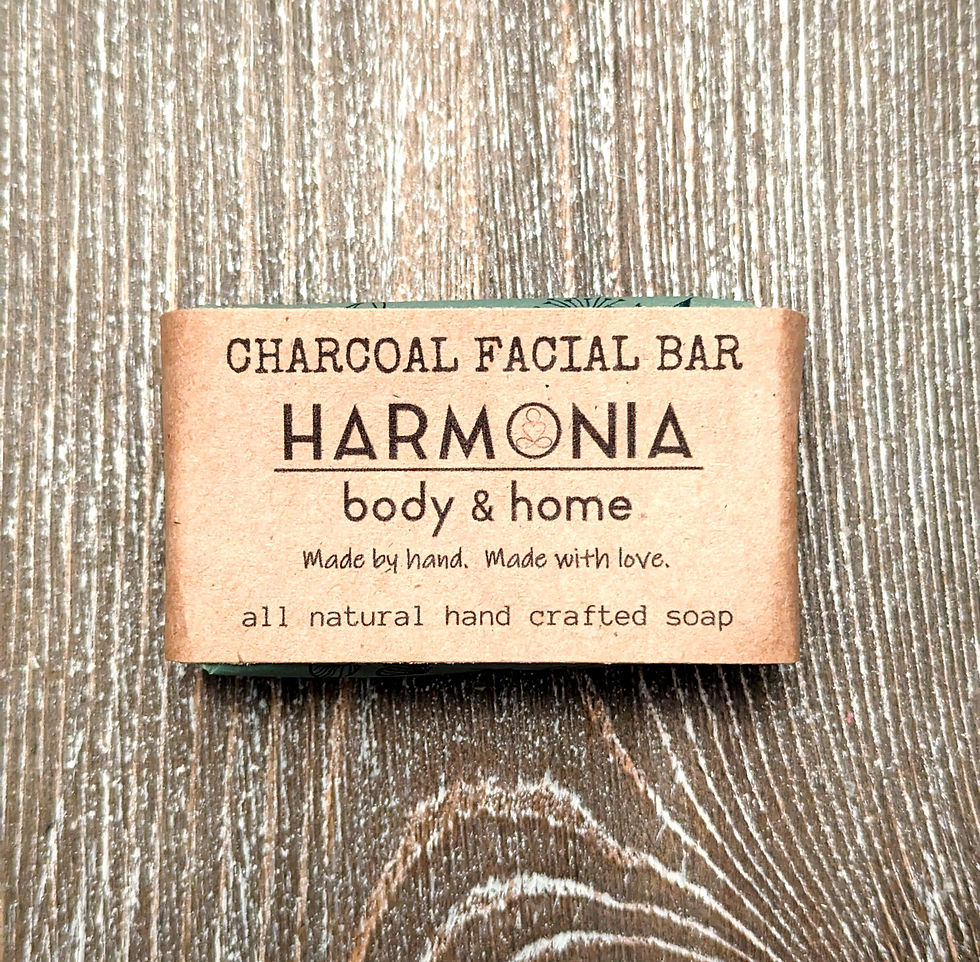 CHARCOAL FACIAL BAR
HARMONIA
body & home
Made by hand. Made with love.
all natural hand crafted soap